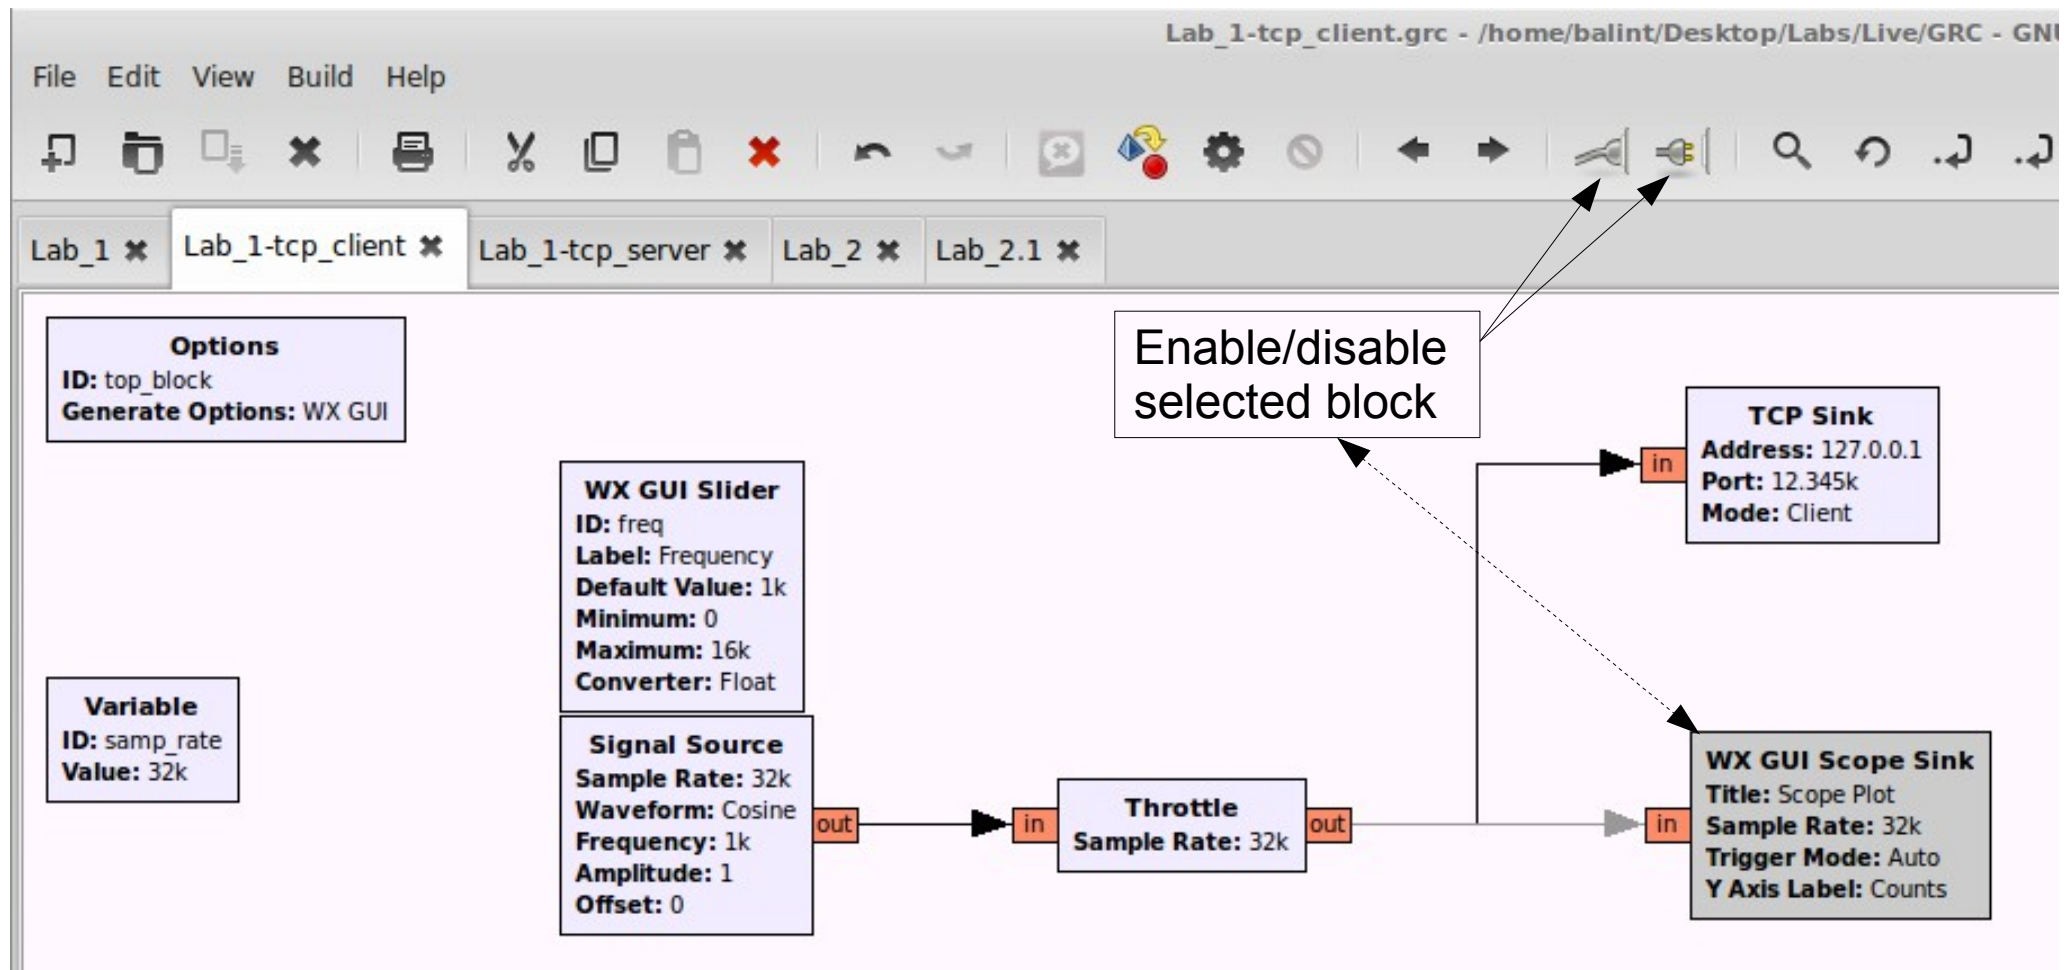 Lab_1-tcp_client.grc - /home/balint/Desktop/Labs/Live/GRC - GNU
File Edit View Build Help
Lab_1 Lab_1-tcp_client Lab_1-tcp_server Lab_2 Lab_2.1
Options
ID: top_block
Generate Options: WX GUI
Enable/disable
selected block
TCP Sink
Address: 127.0.0.1
Port: 12.345k
Mode: Client
in
WX GUI Slider
ID: freq
Label: Frequency
Default Value: 1k
Minimum: 0
Maximum: 16k
Converter: Float
Variable
ID: samp_rate
Value: 32k
Signal Source
Sample Rate: 32k
Waveform: Cosine
Frequency: 1k
Amplitude: 1
Offset: 0
out
in
Throttle
Sample Rate: 32k
out
in
WX GUI Scope Sink
Title: Scope Plot
Sample Rate: 32k
Trigger Mode: Auto
Y Axis Label: Counts